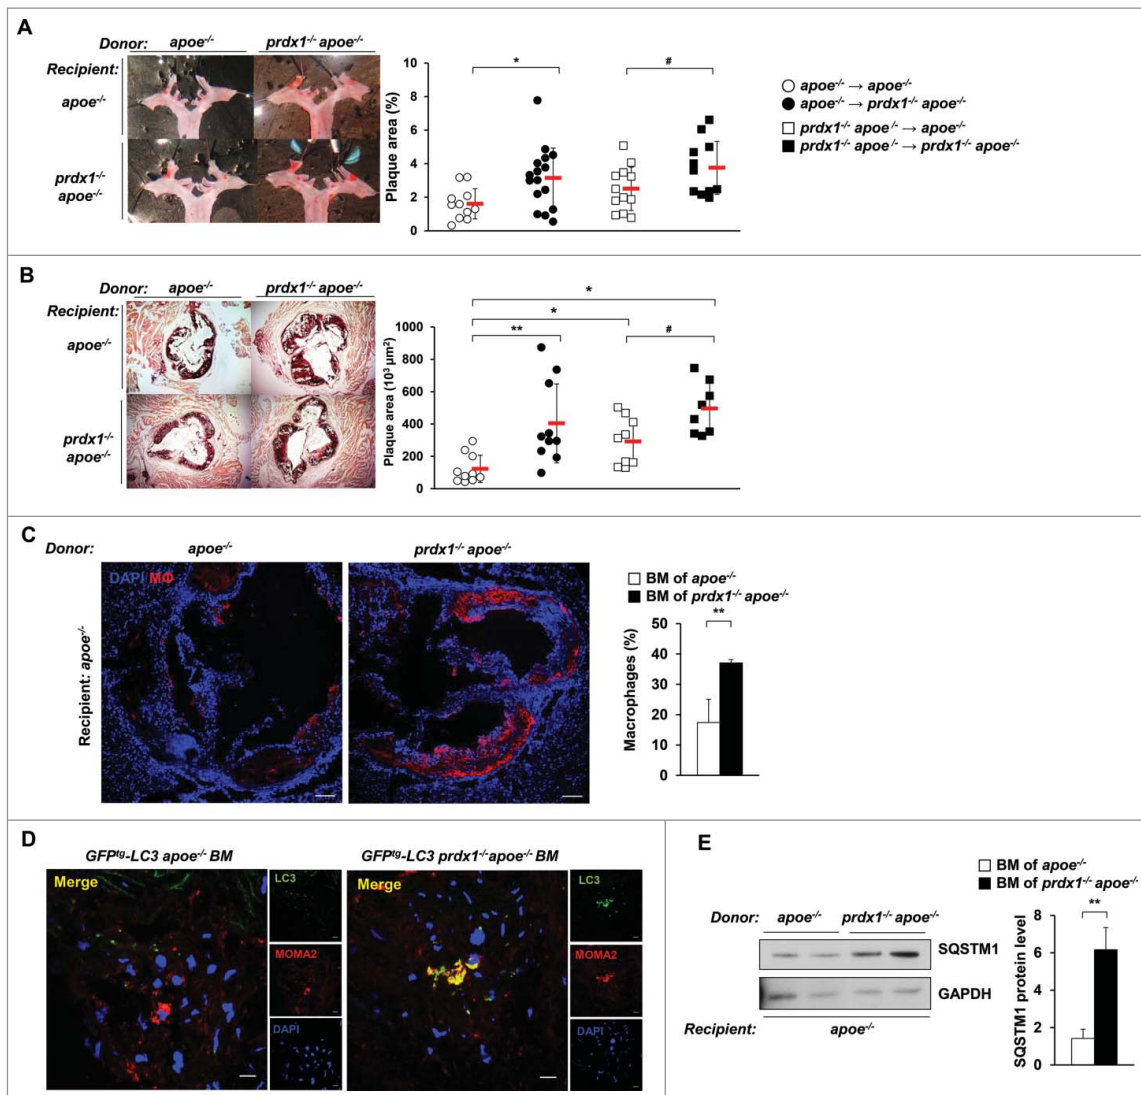 A
Donor: apoe⁻/⁻ prdx1⁻/⁻ apoe⁻/⁻
Recipient:
apoe⁻/⁻
prdx1⁻/⁻
apoe⁻/⁻
Plaque area (%)
10
8
6
4
2
0
*
#
apoe⁻/⁻ → apoe⁻/⁻
apoe⁻/⁻ → prdx1⁻/⁻ apoe⁻/⁻
prdx1⁻/⁻ apoe⁻/⁻ → apoe⁻/⁻
prdx1⁻/⁻ apoe⁻/⁻ → prdx1⁻/⁻ apoe⁻/⁻
B
Donor: apoe⁻/⁻ prdx1⁻/⁻ apoe⁻/⁻
Recipient:
apoe⁻/⁻
prdx1⁻/⁻
apoe⁻/⁻
Plaque area (10³ µm²)
1000
800
600
400
200
0
*
*
**
#
C
Donor: apoe⁻/⁻ prdx1⁻/⁻ apoe⁻/⁻
Recipient: apoe⁻/⁻
DAPI MΦ
BM of apoe⁻/⁻
BM of prdx1⁻/⁻ apoe⁻/⁻
**
Macrophages (%)
50
40
30
20
10
0
D
GFPᵗᵍ-LC3 apoe⁻/⁻ BM GFPᵗᵍ-LC3 prdx1⁻/⁻apoe⁻/⁻ BM
Merge
LC3
MOMA2
DAPI
Merge
LC3
MOMA2
DAPI
E
BM of apoe⁻/⁻
BM of prdx1⁻/⁻ apoe⁻/⁻
Donor: apoe⁻/⁻ prdx1⁻/⁻ apoe⁻/⁻
SQSTM1
GAPDH
Recipient: apoe⁻/⁻
SQSTM1 protein level
8
6
4
2
0
**